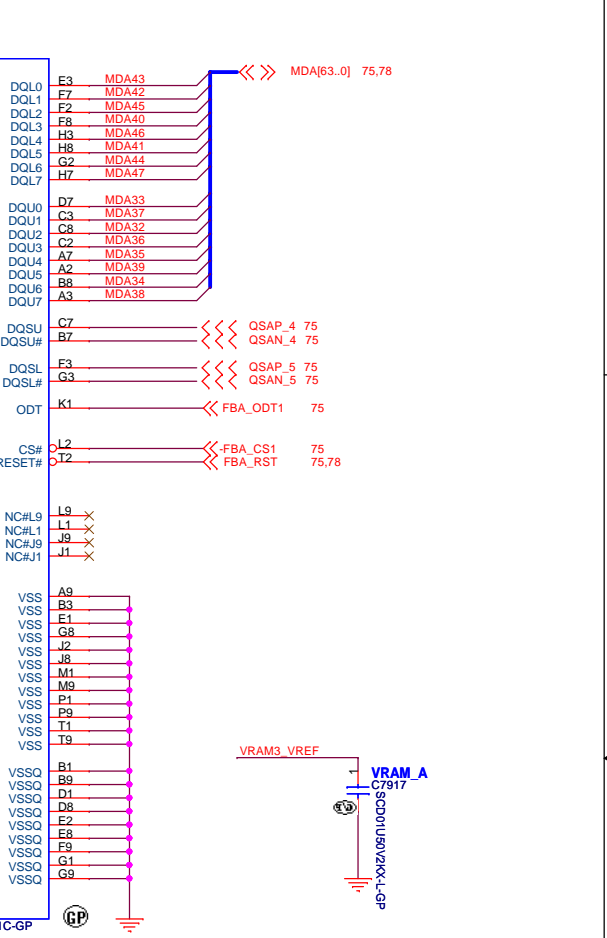 MDA[63..0] 75,78
DQL0 E3 MDA43
DQL1 F7 MDA42
DQL2 F2 MDA45
DQL3 F8 MDA40
DQL4 H3 MDA46
DQL5 H8 MDA41
DQL6 G2 MDA44
DQL7 H7 MDA47
DQU0 D7 MDA33
DQU1 C3 MDA37
DQU2 C8 MDA32
DQU3 C2 MDA36
DQU4 A7 MDA35
DQU5 A2 MDA39
DQU6 B8 MDA34
DQU7 A3 MDA38
DQSU C7 QSAP_4 75
DQSU# B7 QSAN_4 75
DQSL F3 QSAP_5 75
DQSL# G3 QSAN_5 75
ODT K1 FBA_ODT1 75
CS# L2 -FBA_CS1 75
RESET# T2 FBA_RST 75,78
NC#L9 L9
NC#L1 L1
NC#J9 J9
NC#J1 J1
VSS A9
VSS B3
VSS E1
VSS G8
VSS J2
VSS J8
VSS M1
VSS M9
VSS P1
VSS P9
VSS T1
VSS T9
VSSQ B1
VSSQ B9
VSSQ D1
VSSQ D8
VSSQ E2
VSSQ E8
VSSQ F9
VSSQ G1
VSSQ G9
1C-GP
GP
VRAM3_VREF
1
VRAM_A
C7917
SCD01U50V2KX-L-GP